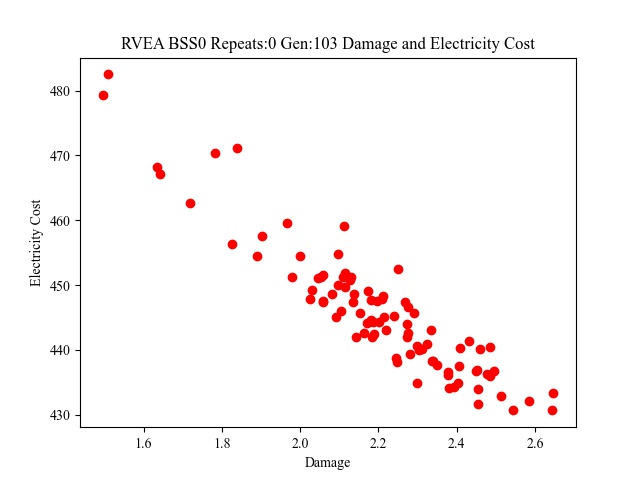 RVEA BSS0 Repeats:0 Gen:103 Damage and Electricity Cost
480
470
460
450
440
430
Electricity Cost
1.6 1.8 2.0 2.2 2.4 2.6
Damage